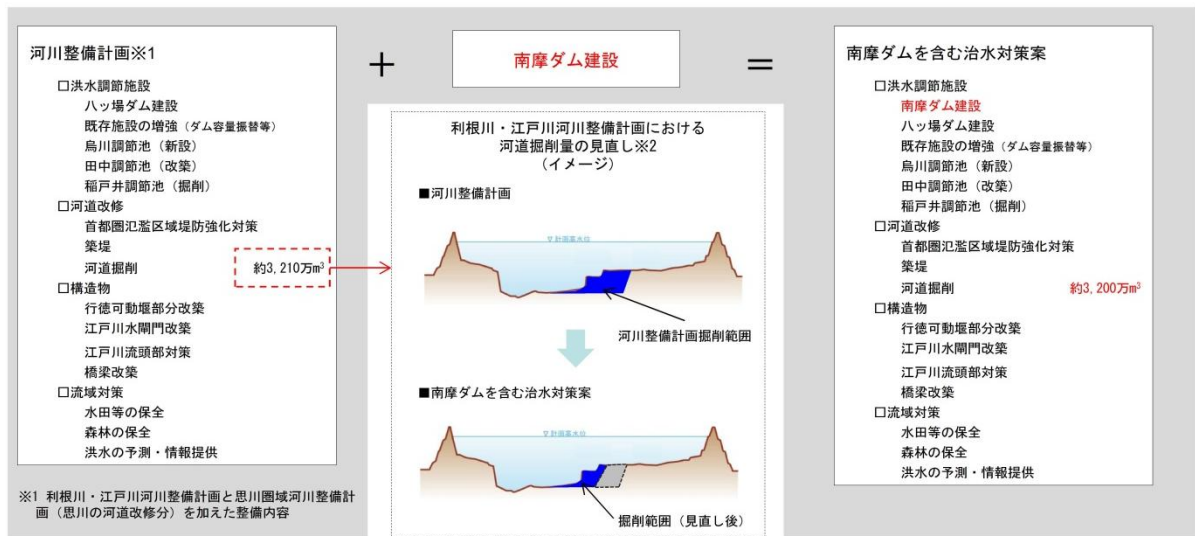 河川整備計画※1
□洪水調節施設
八ッ場ダム建設
既存施設の増強（ダム容量振替等）
烏川調節池（新設）
田中調節池（改築）
稲戸井調節池（掘削）
□河道改修
首都圏氾濫区域堤防強化対策
築堤
河道掘削 約3,210万m³
□構造物
行徳可動堰部分改築
江戸川水閘門改築
江戸川流頭部対策
橋梁改築
□流域対策
水田等の保全
森林の保全
洪水の予測・情報提供
※1 利根川・江戸川河川整備計画と思川圏域河川整備計
画（思川の河道改修分）を加えた整備内容
+
南摩ダム建設
=
利根川・江戸川河川整備計画における
河道掘削量の見直し※2
（イメージ）
■河川整備計画
▽計画高水位
河川整備計画掘削範囲
■南摩ダムを含む治水対策案
▽計画高水位
掘削範囲（見直し後）
南摩ダムを含む治水対策案
□洪水調節施設
南摩ダム建設
八ッ場ダム建設
既存施設の増強（ダム容量振替等）
烏川調節池（新設）
田中調節池（改築）
稲戸井調節池（掘削）
□河道改修
首都圏氾濫区域堤防強化対策
築堤
河道掘削 約3,200万m³
□構造物
行徳可動堰部分改築
江戸川水閘門改築
江戸川流頭部対策
橋梁改築
□流域対策
水田等の保全
森林の保全
洪水の予測・情報提供